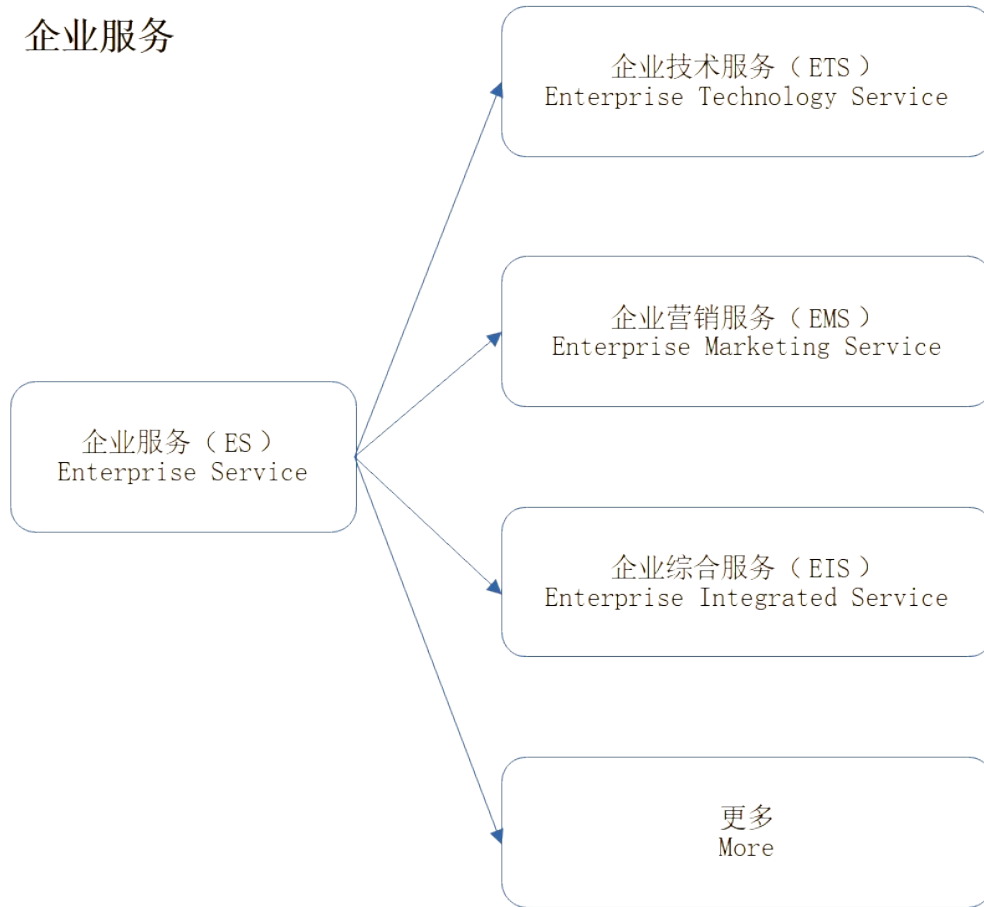 企业服务
企业技术服务（ETS）
Enterprise Technology Service
企业营销服务（EMS）
Enterprise Marketing Service
企业服务（ES）
Enterprise Service
企业综合服务（EIS）
Enterprise Integrated Service
更多
More